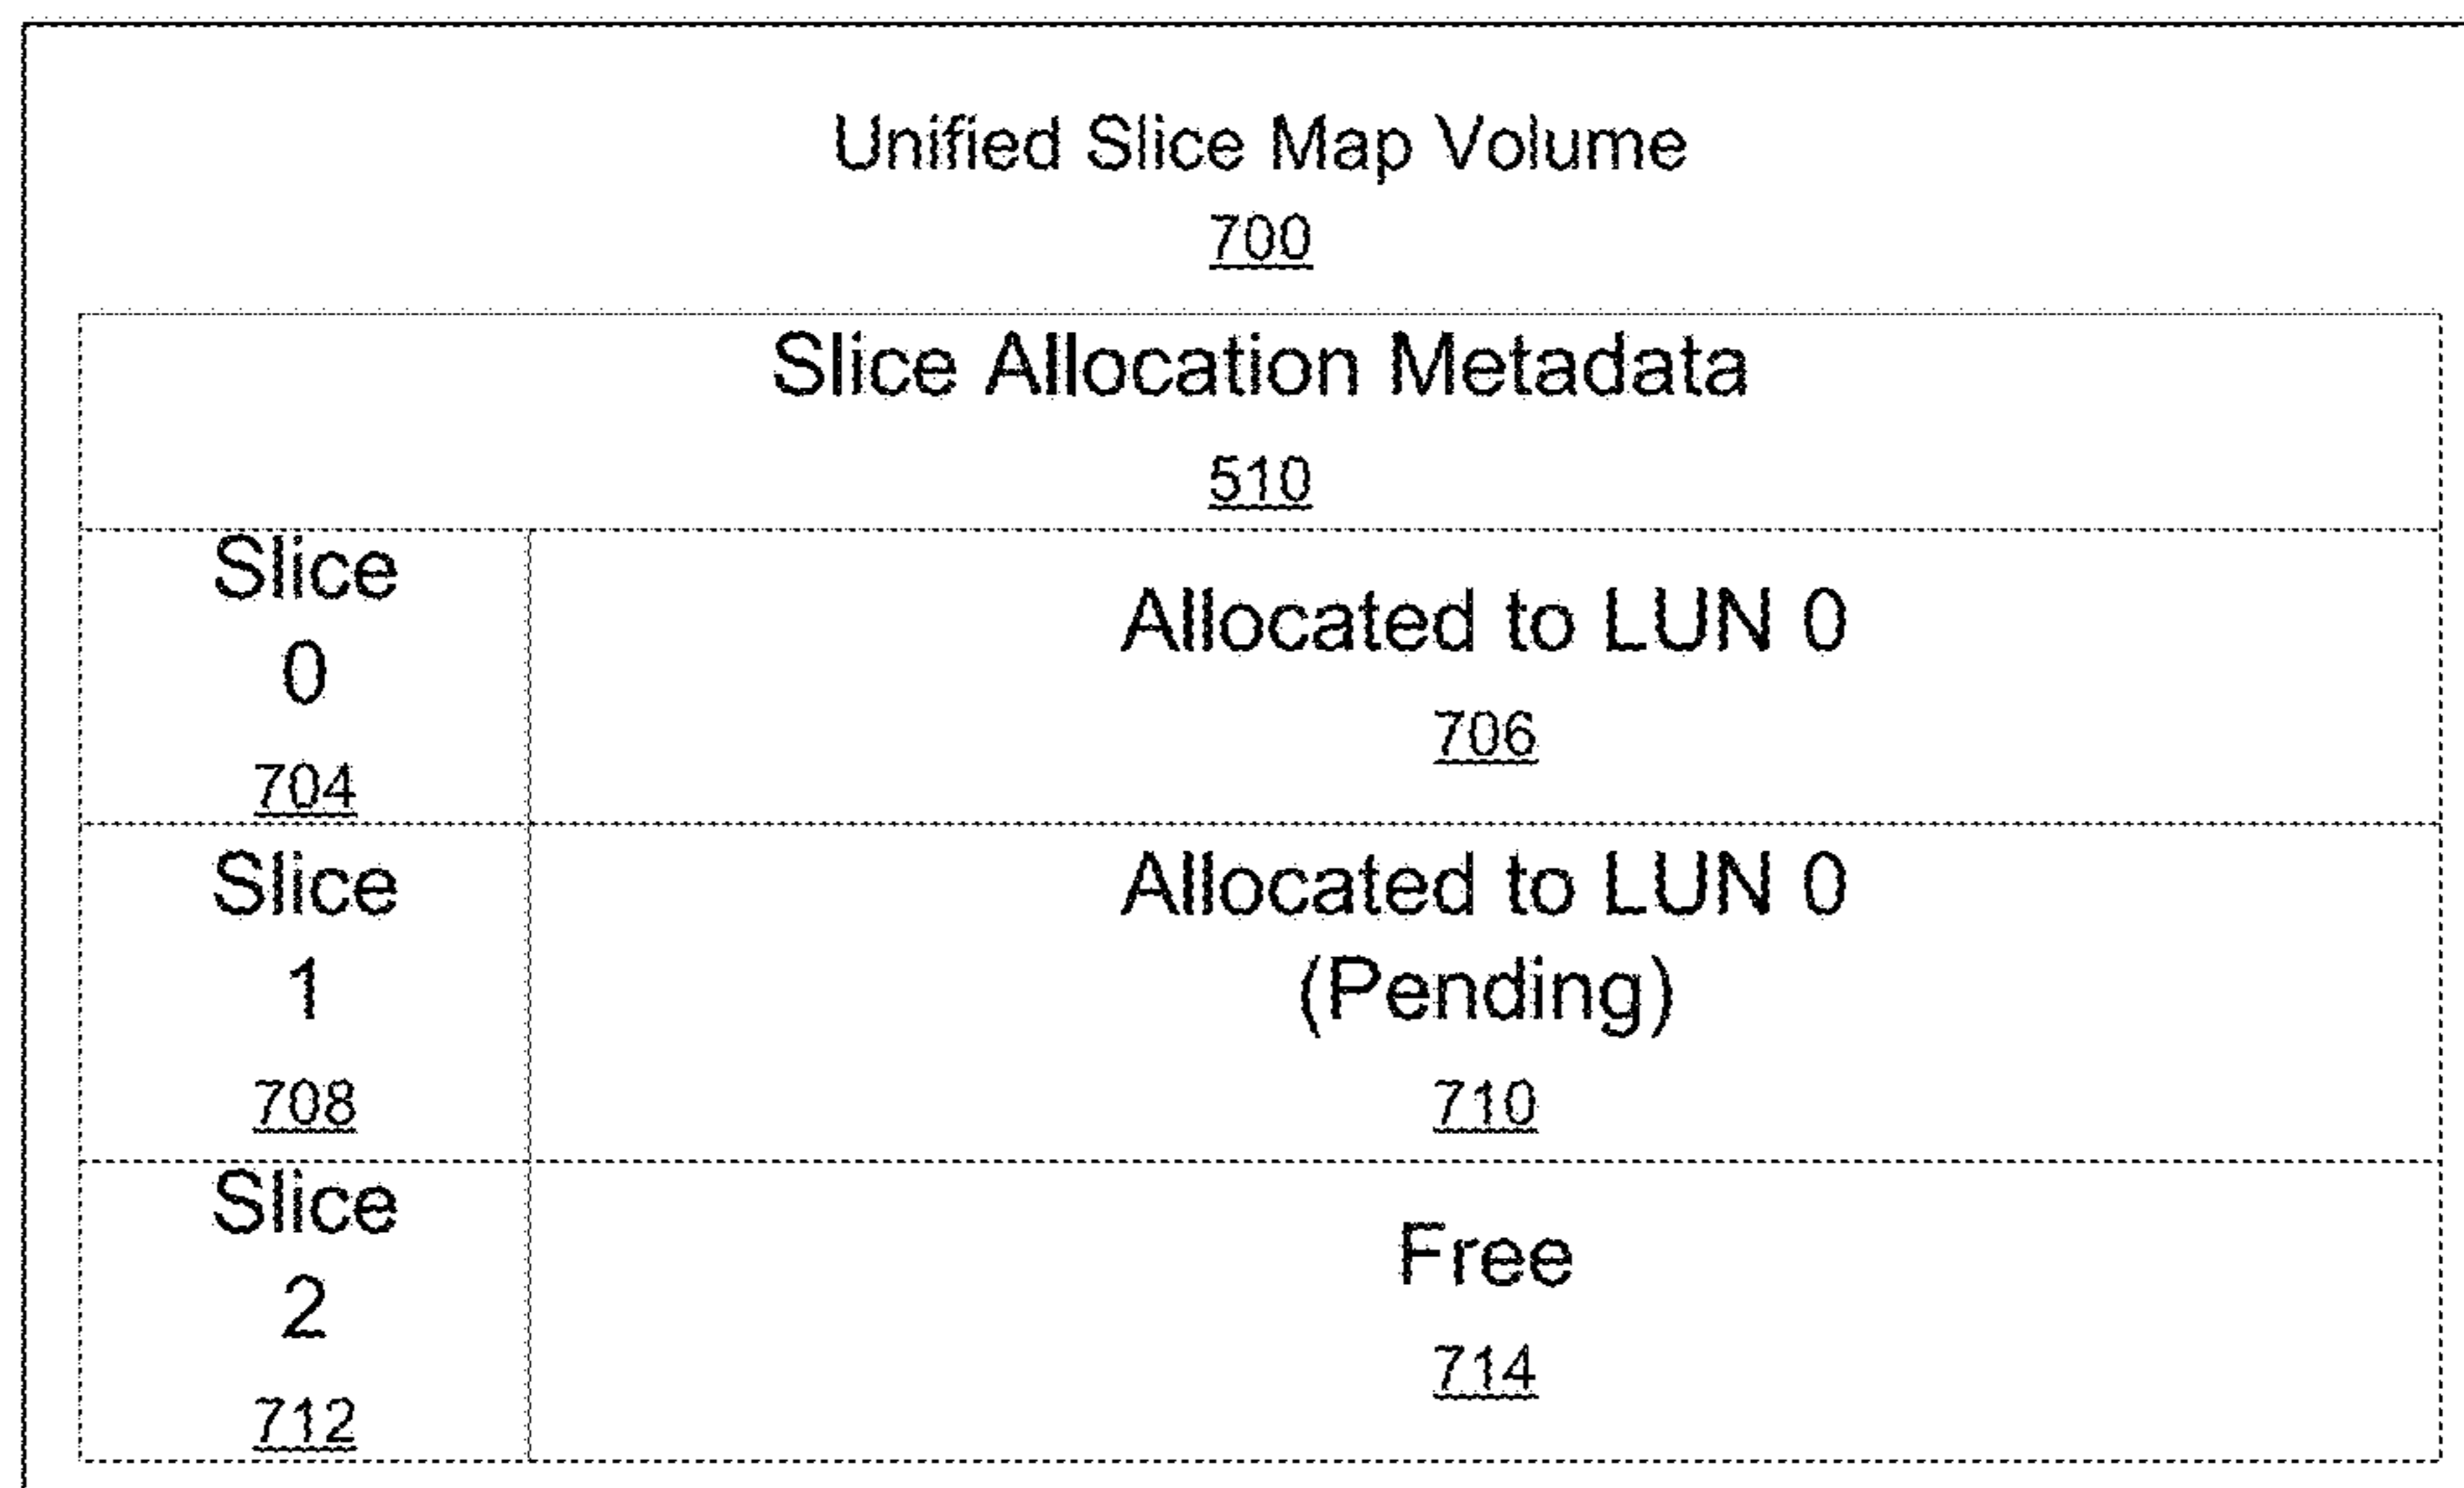 Unified Slice Map Volume
700
Slice Allocation Metadata
510
Slice
0
704
Allocated to LUN 0
706
Slice
1
708
Allocated to LUN 0
(Pending)
710
Slice
2
712
Free
714